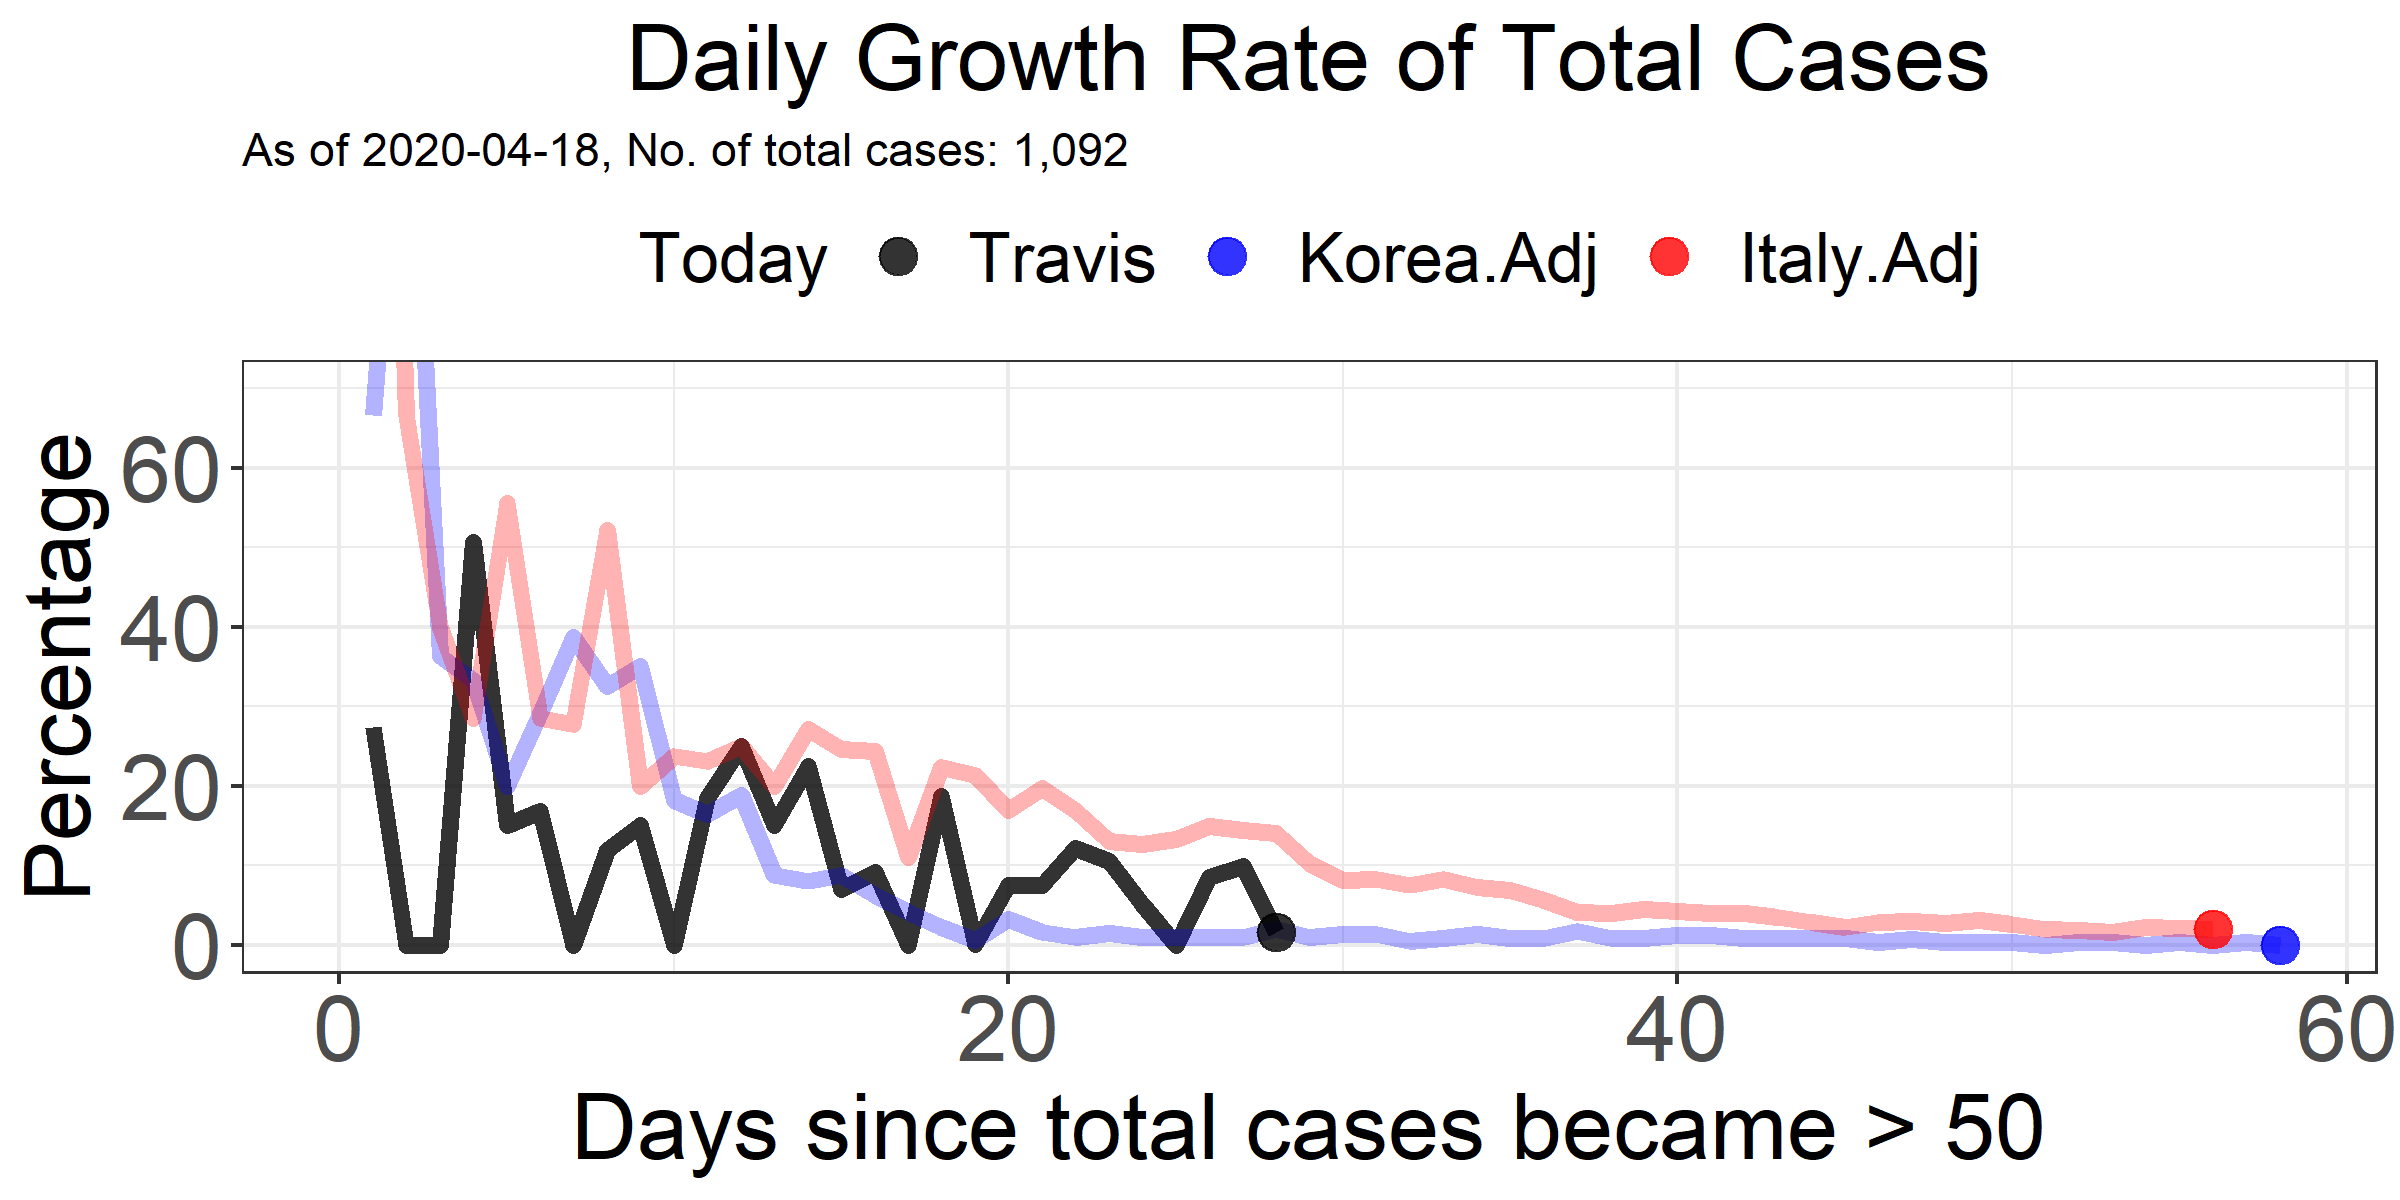 Daily Growth Rate of Total Cases
As of 2020-04-18, No. of total cases: 1,092
Today Travis Korea.Adj Italy.Adj
Percentage
60
40
20
0
0 20 40 60
Days since total cases became > 50